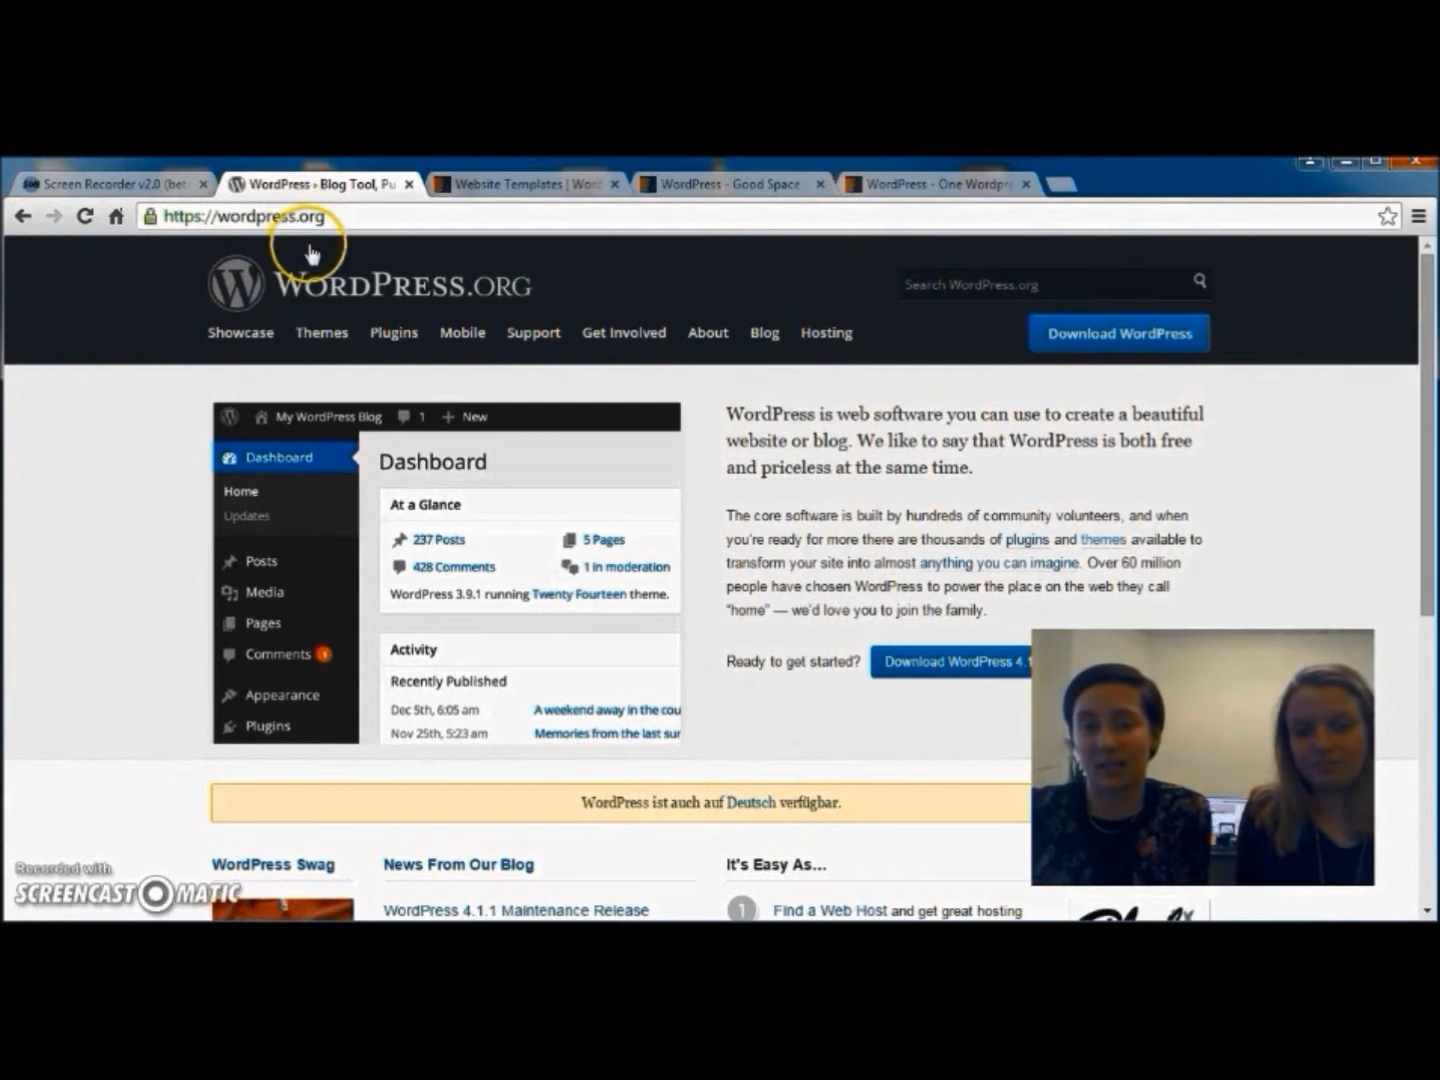 Screen Recorder v2.0 (bet
WordPress › Blog Tool, Pu
Website Templates | Word
WordPress - Good Space
WordPress - One Wordpr
https://wordpress.org
WORDPRESS.ORG
Search WordPress.org
Showcase Themes Plugins Mobile Support Get Involved About Blog Hosting
Download WordPress
My WordPress Blog 1 + New
Dashboard
Home
Updates
Posts
Media
Pages
Comments 1
Appearance
Plugins
Dashboard
At a Glance
237 Posts 5 Pages
428 Comments 1 in moderation
WordPress 3.9.1 running Twenty Fourteen theme.
Activity
Recently Published
Dec 5th, 6:05 am A weekend away in the cou
Nov 25th, 5:23 am Memories from the last sur
WordPress is web software you can use to create a beautiful
website or blog. We like to say that WordPress is both free
and priceless at the same time.
The core software is built by hundreds of community volunteers, and when
you're ready for more there are thousands of plugins and themes available to
transform your site into almost anything you can imagine. Over 60 million
people have chosen WordPress to power the place on the web they call
"home" — we'd love you to join the family.
Ready to get started? Download WordPress 4.1
WordPress ist auch auf Deutsch verfügbar.
WordPress Swag
News From Our Blog
WordPress 4.1.1 Maintenance Release
It's Easy As...
1 Find a Web Host and get great hosting
Recorded with
SCREENCAST MATIC